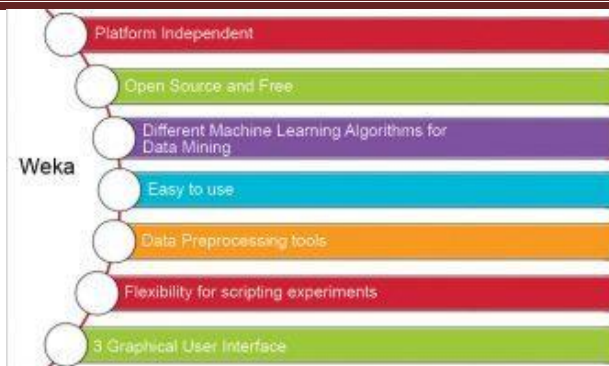 Platform Independent
Open Source and Free
Different Machine Learning Algorithms for
Data Mining
Weka
Easy to use
Data Preprocessing tools
Flexibility for scripting experiments
3 Graphical User Interface